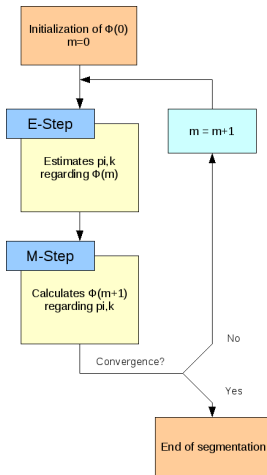 Initialization of Φ(0)
m=0
E-Step
m = m+1
Estimates pi,k
regarding Φ(m)
M-Step
Calculates Φ(m+1)
regarding pi,k
No
Convergence?
Yes
End of segmentation